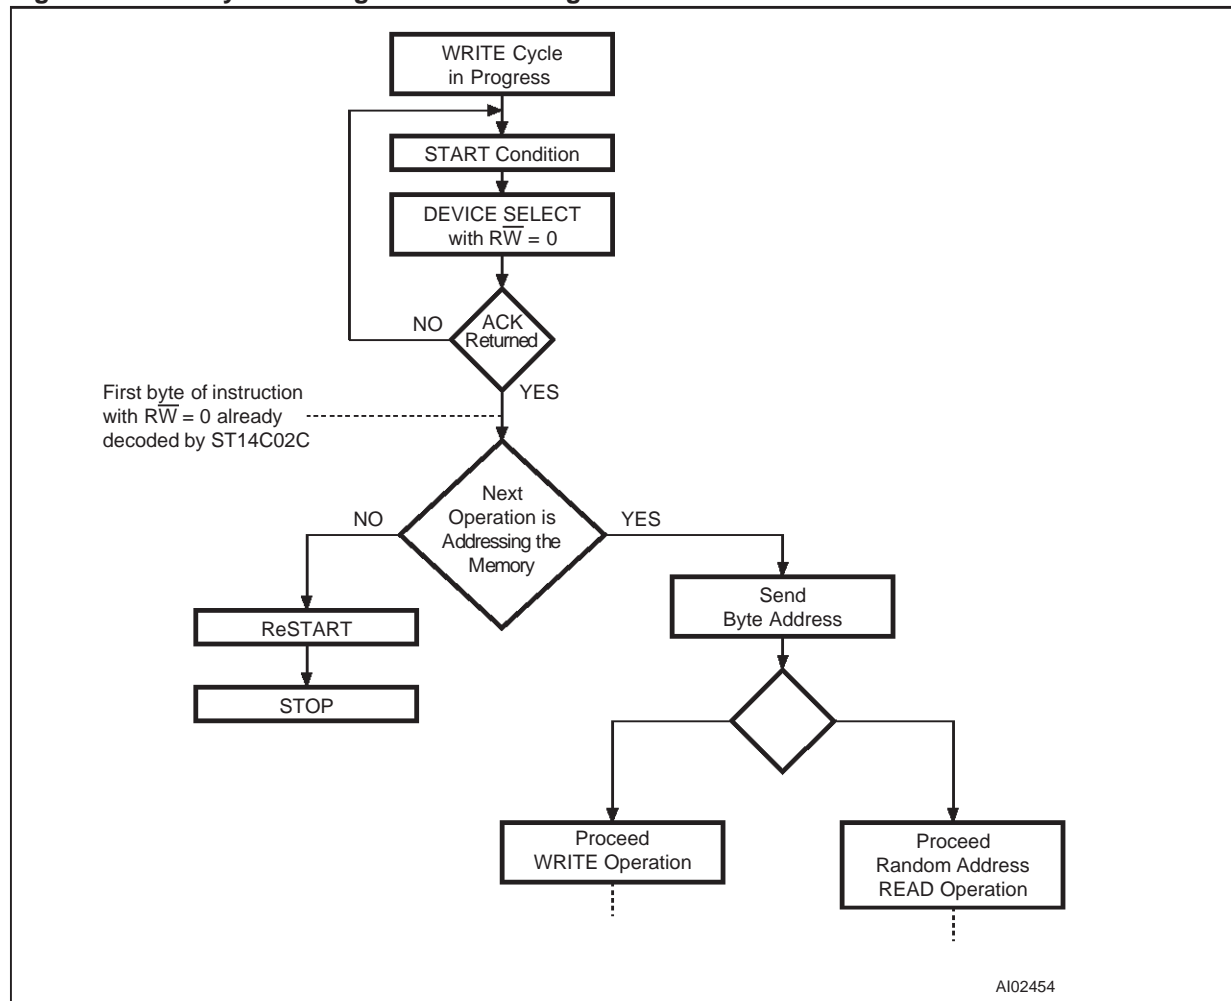 WRITE Cycle
in Progress
START Condition
DEVICE SELECT
with RW̅ = 0
ACK
Returned
NO
YES
First byte of instruction
with RW̅ = 0 already
decoded by ST14C02C
Next
Operation is
Addressing the
Memory
NO
YES
ReSTART
STOP
Send
Byte Address
Proceed
WRITE Operation
Proceed
Random Address
READ Operation
AI02454